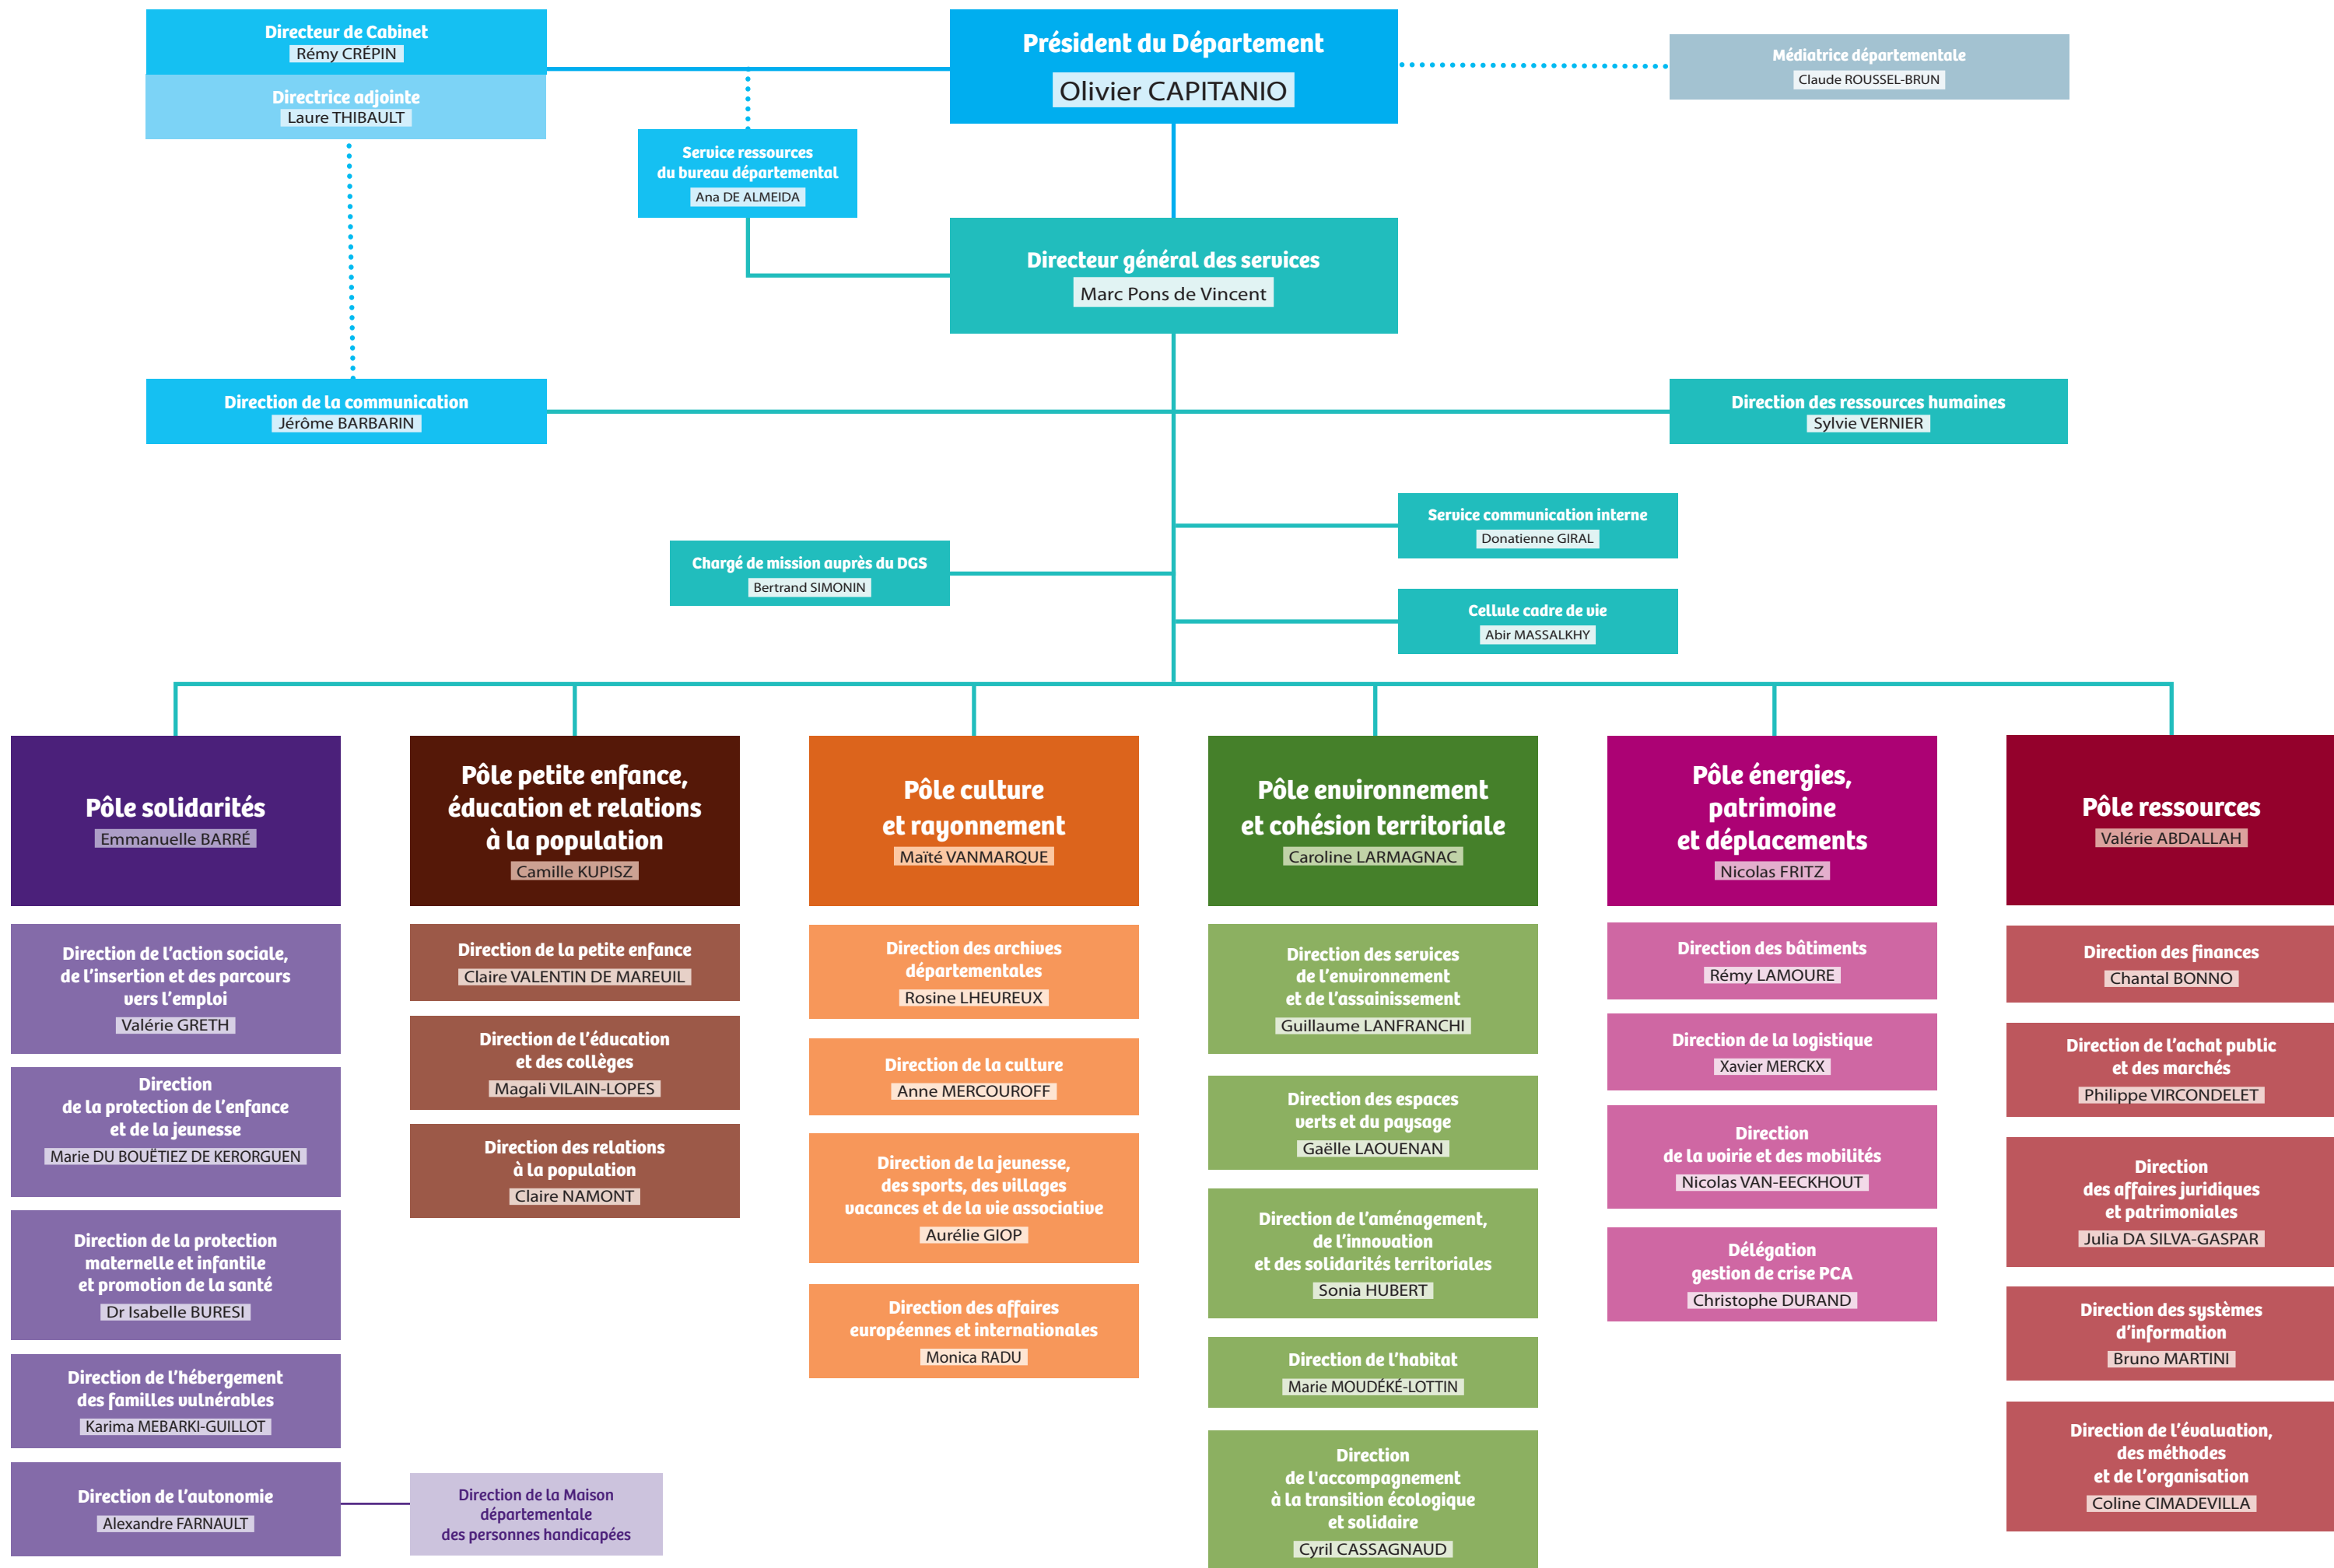 Directeur de Cabinet
Rémy CRÉPIN
Directrice adjointe
Laure THIBAULT
Président du Département
Olivier CAPITANIO
Médiatrice départementale
Claude ROUSSEL-BRUN
Service ressources
du bureau départemental
Ana DE ALMEIDA
Directeur général des services
Marc Pons de Vincent
Direction de la communication
Jérôme BARBARIN
Direction des ressources humaines
Sylvie VERNIER
Service communication interne
Donatienne GIRAL
Chargé de mission auprès du DGS
Bertrand SIMONIN
Cellule cadre de vie
Abir MASSALKHY
Pôle solidarités
Emmanuelle BARRÉ
Direction de l'action sociale,
de l'insertion et des parcours
vers l'emploi
Valérie GRETH
Direction
de la protection de l'enfance
et de la jeunesse
Marie DU BOUËTIEZ DE KERORGUEN
Direction de la protection
maternelle et infantile
et promotion de la santé
Dr Isabelle BURESI
Direction de l'hébergement
des familles vulnérables
Karima MEBARKI-GUILLOT
Direction de l'autonomie
Alexandre FARNAULT
Direction de la Maison
départementale
des personnes handicapées
Pôle petite enfance,
éducation et relations
à la population
Camille KUPISZ
Direction de la petite enfance
Claire VALENTIN DE MAREUIL
Direction de l'éducation
et des collèges
Magali VILAIN-LOPES
Direction des relations
à la population
Claire NAMONT
Pôle culture
et rayonnement
Maïté VANMARQUE
Direction des archives
départementales
Rosine LHEUREUX
Direction de la culture
Anne MERCOUROFF
Direction de la jeunesse,
des sports, des villages
vacances et de la vie associative
Aurélie GIOP
Direction des affaires
européennes et internationales
Monica RADU
Pôle environnement
et cohésion territoriale
Caroline LARMAGNAC
Direction des services
de l'environnement
et de l'assainissement
Guillaume LANFRANCHI
Direction des espaces
verts et du paysage
Gaëlle LAOUENAN
Direction de l'aménagement,
de l'innovation
et des solidarités territoriales
Sonia HUBERT
Direction de l'habitat
Marie MOUDÉKÉ-LOTTIN
Direction
de l'accompagnement
à la transition écologique
et solidaire
Cyril CASSAGNAUD
Pôle énergies,
patrimoine
et déplacements
Nicolas FRITZ
Direction des bâtiments
Rémy LAMOURE
Direction de la logistique
Xavier MERCKX
Direction
de la voirie et des mobilités
Nicolas VAN-EECKHOUT
Délégation
gestion de crise PCA
Christophe DURAND
Pôle ressources
Valérie ABDALLAH
Direction des finances
Chantal BONNO
Direction de l'achat public
et des marchés
Philippe VIRCONDELET
Direction
des affaires juridiques
et patrimoniales
Julia DA SILVA-GASPAR
Direction des systèmes
d'information
Bruno MARTINI
Direction de l'évaluation,
des méthodes
et de l'organisation
Coline CIMADEVILLA